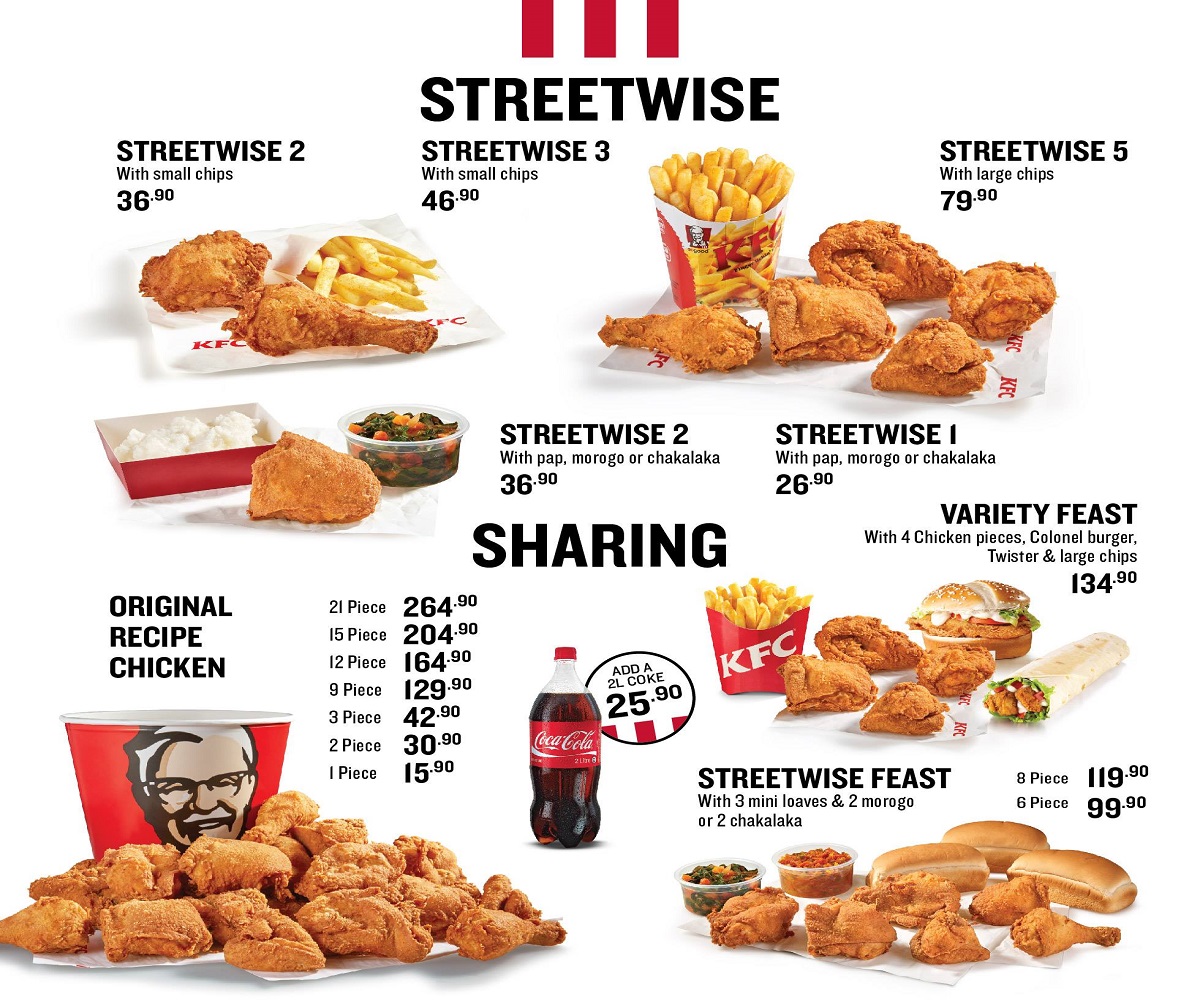 STREETWISE
STREETWISE 2
With small chips
36.90
STREETWISE 3
With small chips
46.90
STREETWISE 5
With large chips
79.90
KFC
KFC
KFC
KFC
KFC
KFC
STREETWISE 2
With pap, morogo or chakalaka
36.90
STREETWISE 1
With pap, morogo or chakalaka
26.90
SHARING
ORIGINAL
RECIPE
CHICKEN
21 Piece 264.90
15 Piece 204.90
12 Piece 164.90
9 Piece 129.90
3 Piece 42.90
2 Piece 30.90
1 Piece 15.90
ADD A
2L COKE
25.90
Coca-Cola
2 Litre
VARIETY FEAST
With 4 Chicken pieces, Colonel burger,
Twister & large chips
134.90
KFC
KFC
STREETWISE FEAST
With 3 mini loaves & 2 morogo
or 2 chakalaka
8 Piece 119.90
6 Piece 99.90